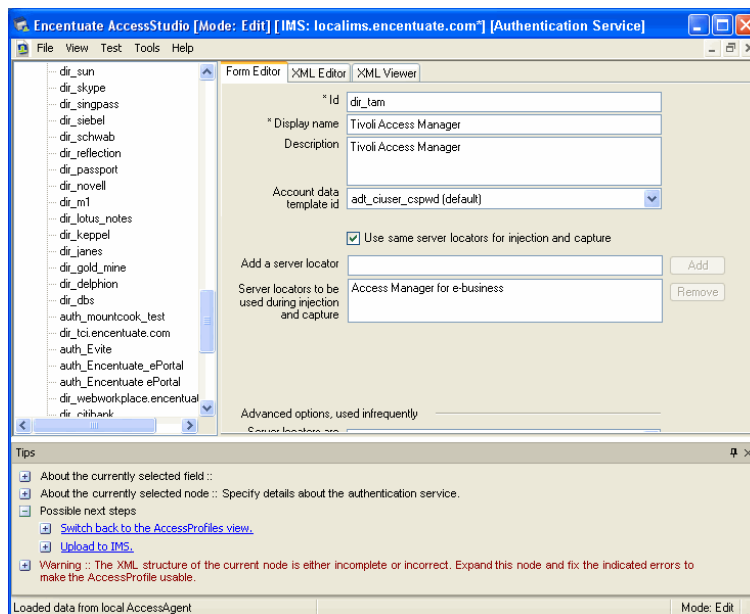 Encentuate AccessStudio [Mode: Edit] [IMS: localims.encentuate.com*] [Authentication Service]
File View Test Tools Help
dir_sun
dir_skype
dir_singpass
dir_siebel
dir_schwab
dir_reflection
dir_passport
dir_novell
dir_m1
dir_lotus_notes
dir_keppel
dir_janes
dir_gold_mine
dir_delphion
dir_dbs
auth_mountcook_test
dir_tci.encentuate.com
auth_Evite
auth_Encentuate_ePortal
auth_Encentuate ePortal
dir_webworkplace.encentual
dir_citibank
Form Editor XML Editor XML Viewer
* Id dir_tam
* Display name Tivoli Access Manager
Description Tivoli Access Manager
Account data
template id adt_ciuser_cspwd (default)
Use same server locators for injection and capture
Add a server locator Add
Server locators to be Access Manager for e-business
used during injection Remove
and capture
Advanced options, used infrequently
Server locators are
Tips
About the currently selected field ::
About the currently selected node :: Specify details about the authentication service.
Possible next steps
Switch back to the AccessProfiles view.
Upload to IMS.
Warning :: The XML structure of the current node is either incomplete or incorrect. Expand this node and fix the indicated errors to
make the AccessProfile usable.
Loaded data from local AccessAgent Mode: Edit